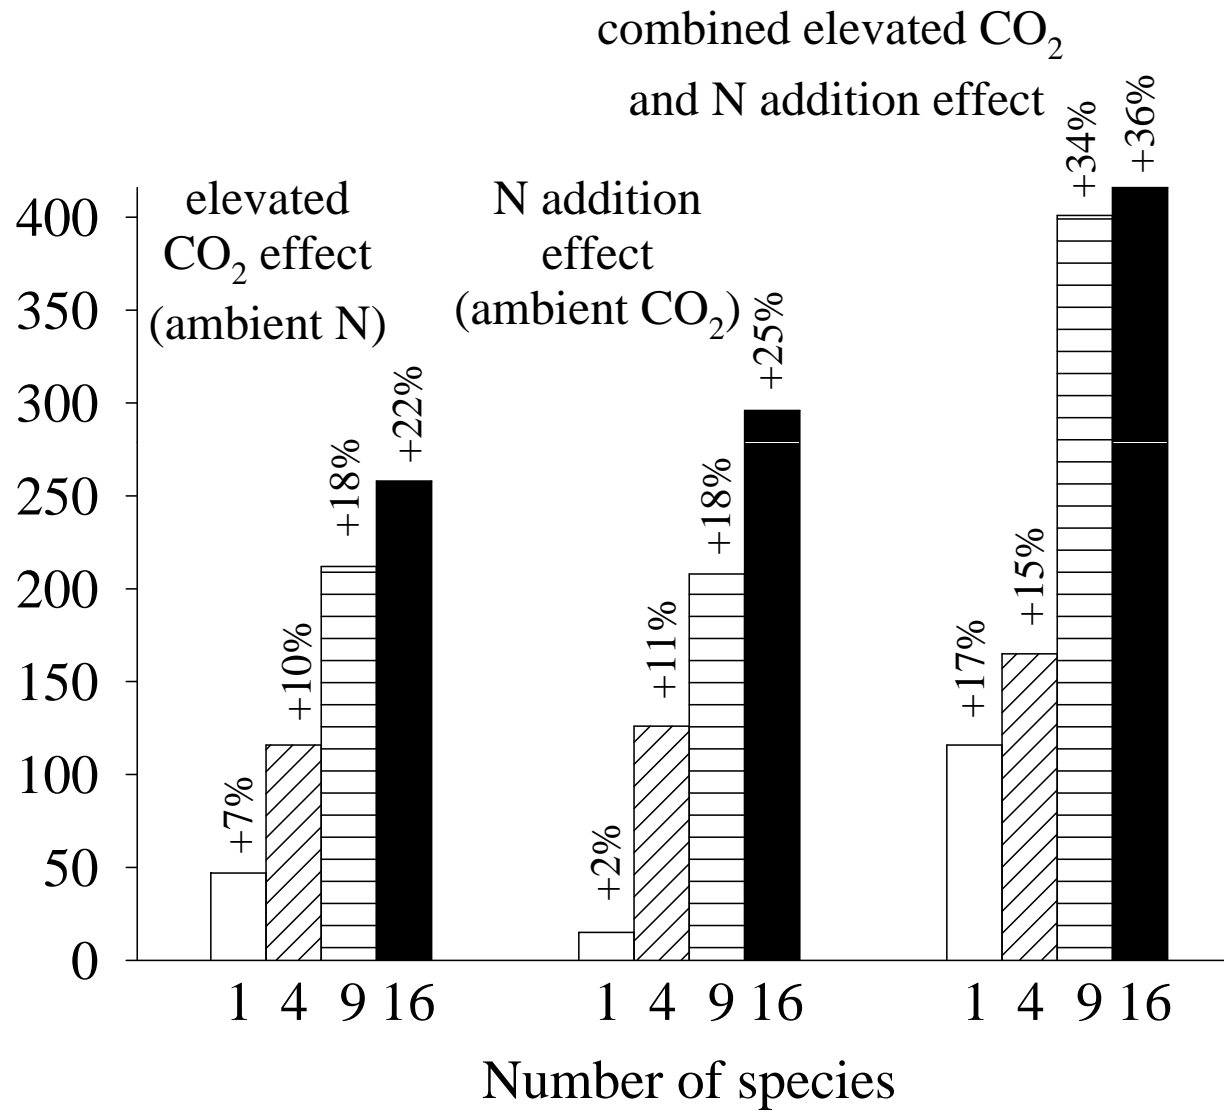 combined elevated CO₂
and N addition effect
elevated
CO₂ effect
(ambient N)
N addition
effect
(ambient CO₂)
400
350
300
250
200
150
100
50
0
+7%
+10%
+18%
+22%
+2%
+11%
+18%
+25%
+17%
+15%
+34%
+36%
1 4 9 16 1 4 9 16 1 4 9 16
Number of species